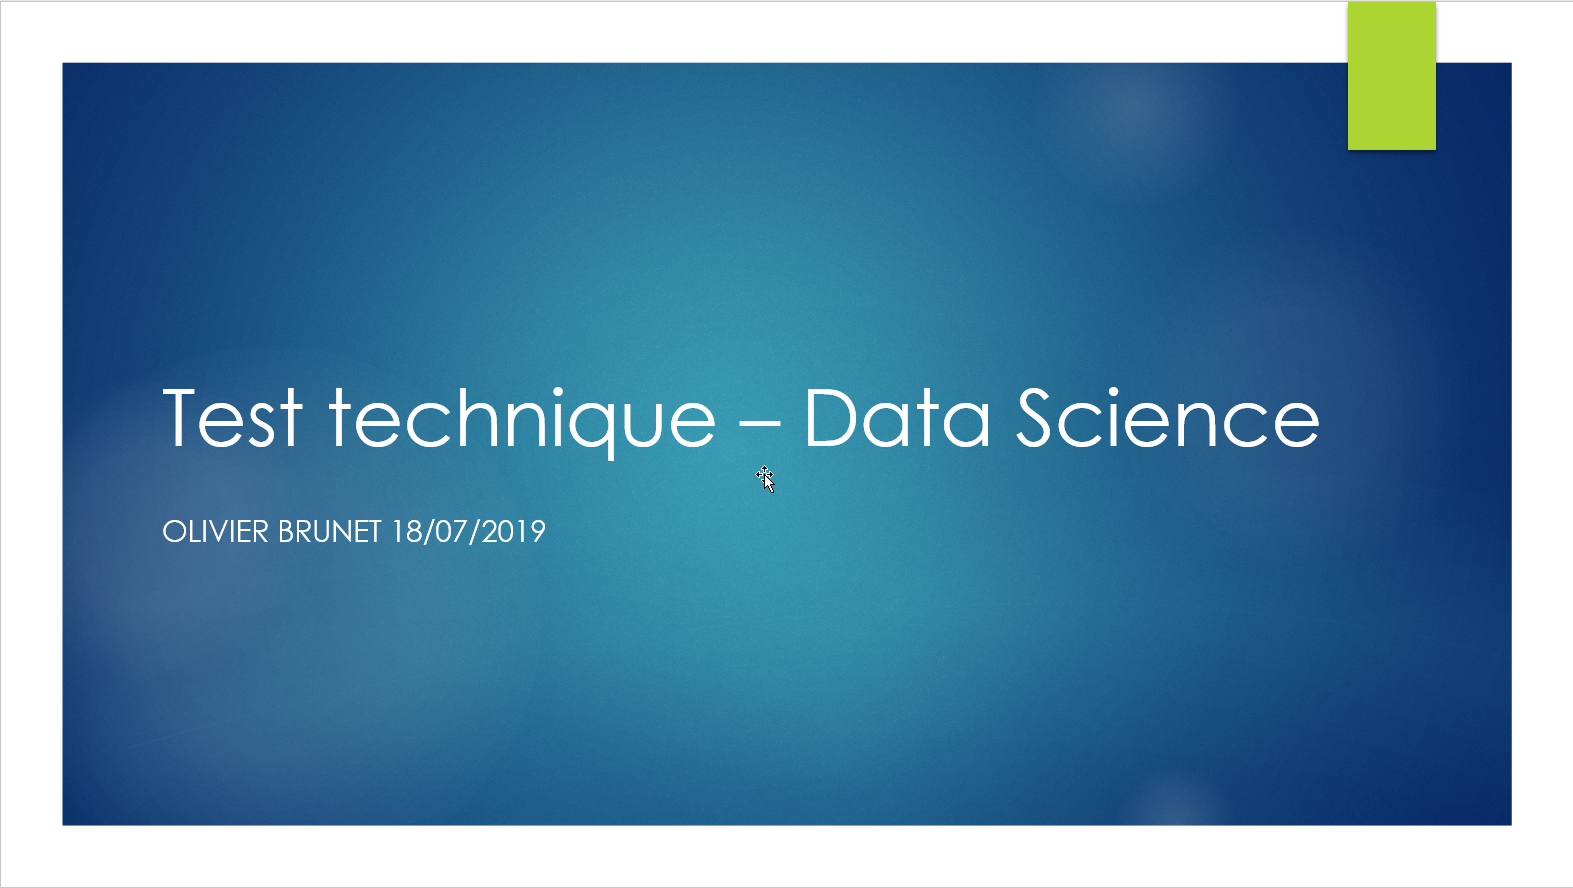 Test technique – Data Science
OLIVIER BRUNET 18/07/2019